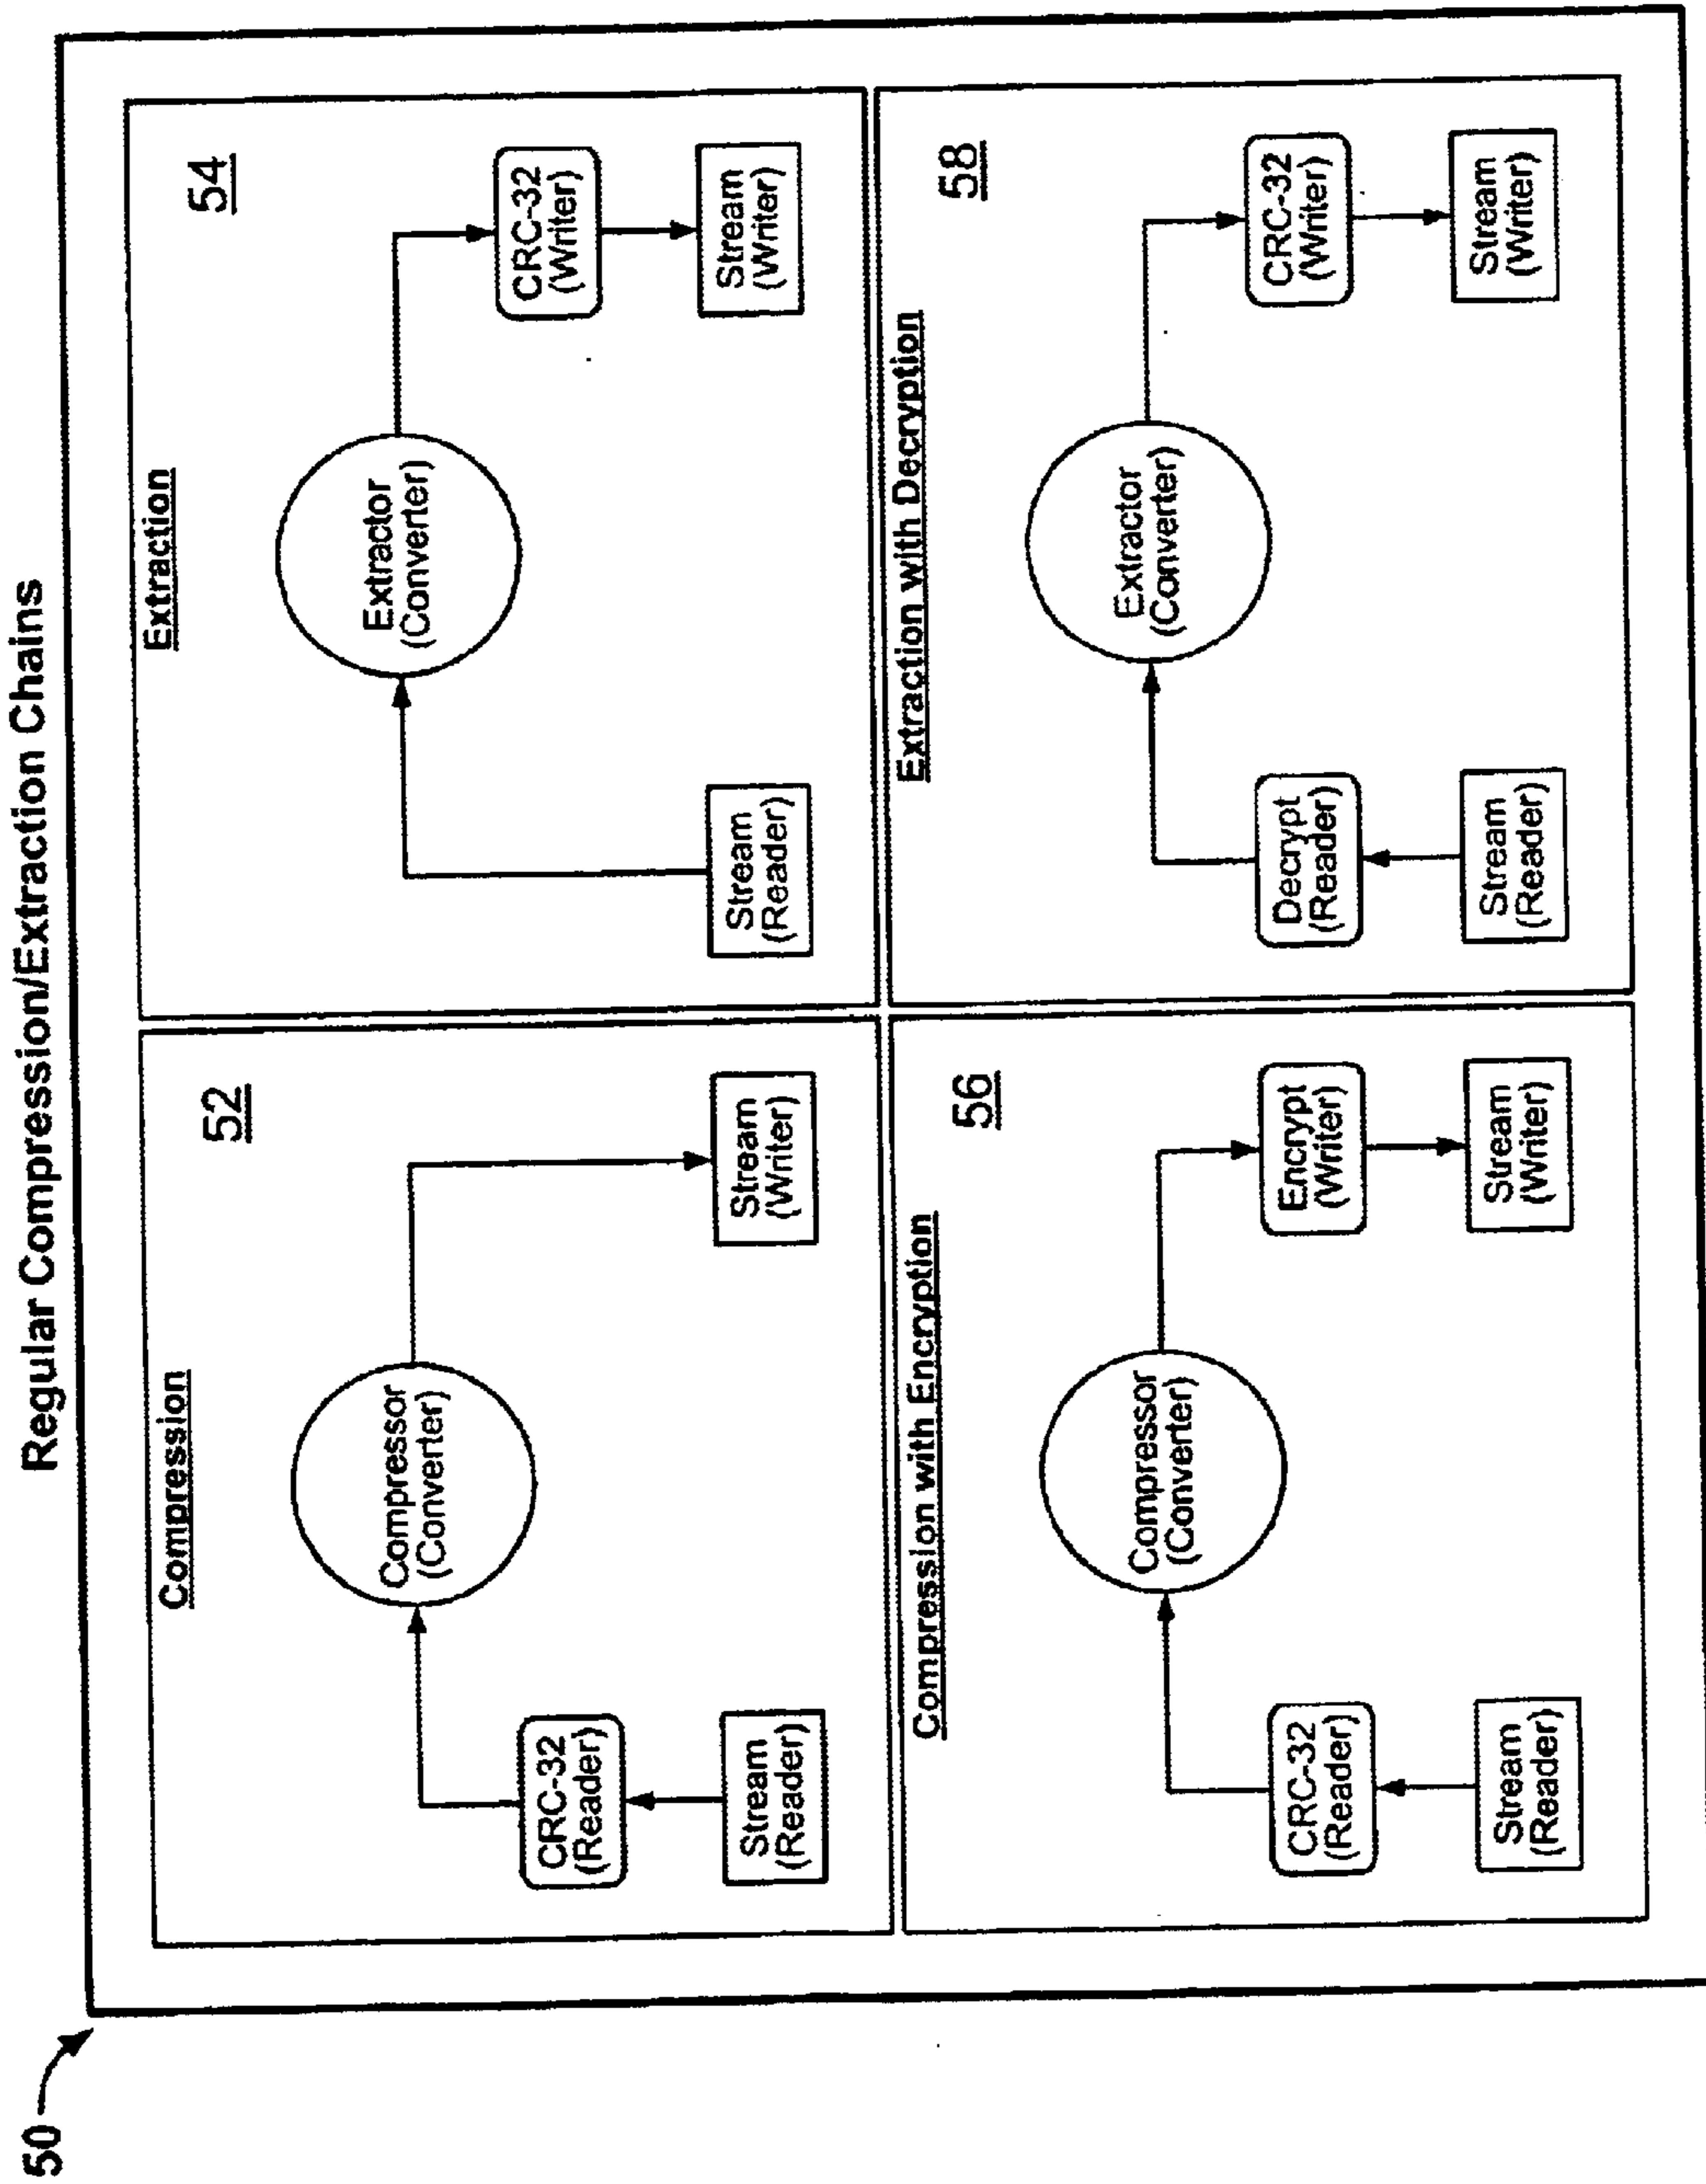 50
Regular Compression/Extraction Chains
Compression
52
Compressor
(Converter)
CRC-32
(Reader)
Stream
(Reader)
Stream
(Writer)
Extraction
54
Extractor
(Converter)
Stream
(Reader)
CRC-32
(Writer)
Stream
(Writer)
Compression with Encryption
56
Compressor
(Converter)
CRC-32
(Reader)
Stream
(Reader)
Encrypt
(Writer)
Stream
(Writer)
Extraction with Decryption
58
Extractor
(Converter)
Decrypt
(Reader)
Stream
(Reader)
CRC-32
(Writer)
Stream
(Writer)